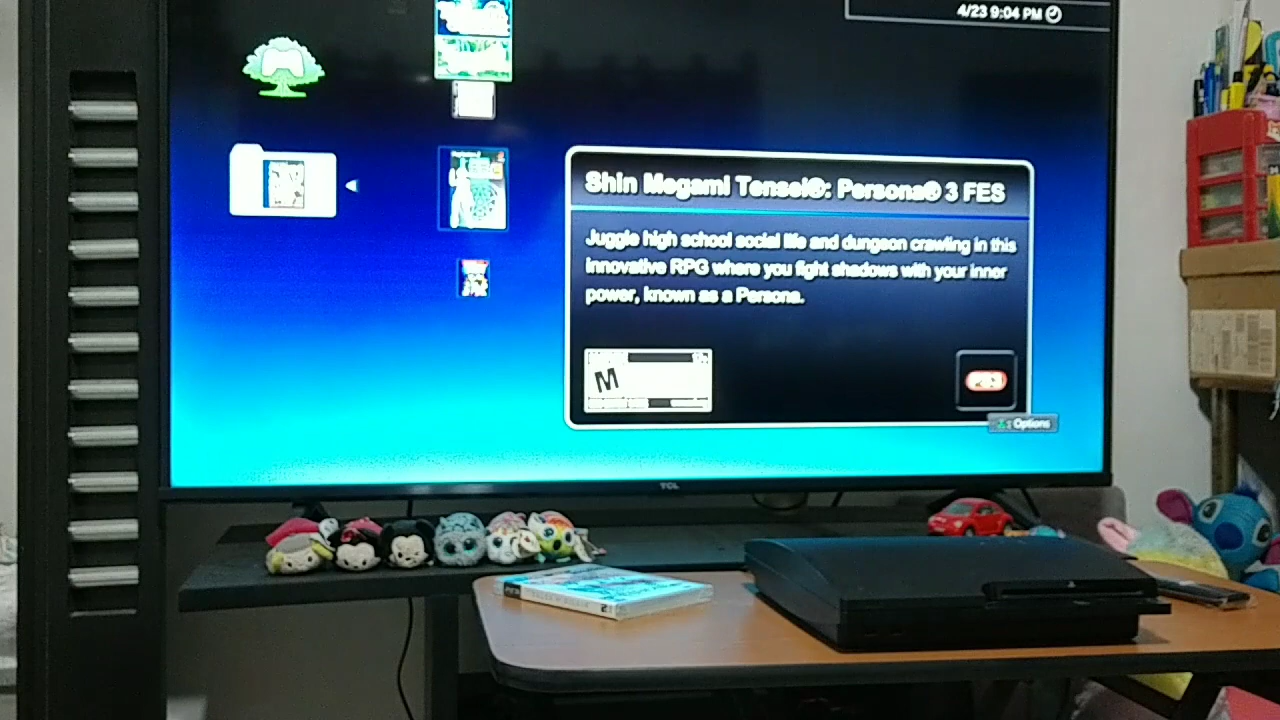 4/23 9:04 PM
Shin Megami Tensei®: Persona® 3 FES
Juggle high school social life and dungeon crawling in this
innovative RPG where you fight shadows with your inner
power, known as a Persona.
M
Options
TCL